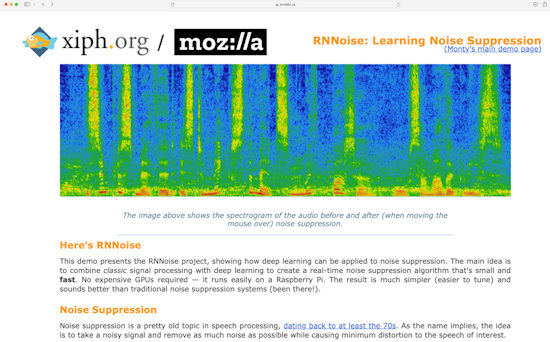 jmvalin.ca
xiph.org / moz://a
RNNoise: Learning Noise Suppression
(Monty's main demo page)
The image above shows the spectrogram of the audio before and after (when moving the
mouse over) noise suppression.
Here's RNNoise
This demo presents the RNNoise project, showing how deep learning can be applied to noise suppression. The main idea is
to combine classic signal processing with deep learning to create a real-time noise suppression algorithm that's small and
fast. No expensive GPUs required — it runs easily on a Raspberry Pi. The result is much simpler (easier to tune) and
sounds better than traditional noise suppression systems (been there!).
Noise Suppression
Noise suppression is a pretty old topic in speech processing, dating back to at least the 70s. As the name implies, the idea
is to take a noisy signal and remove as much noise as possible while causing minimum distortion to the speech of interest.